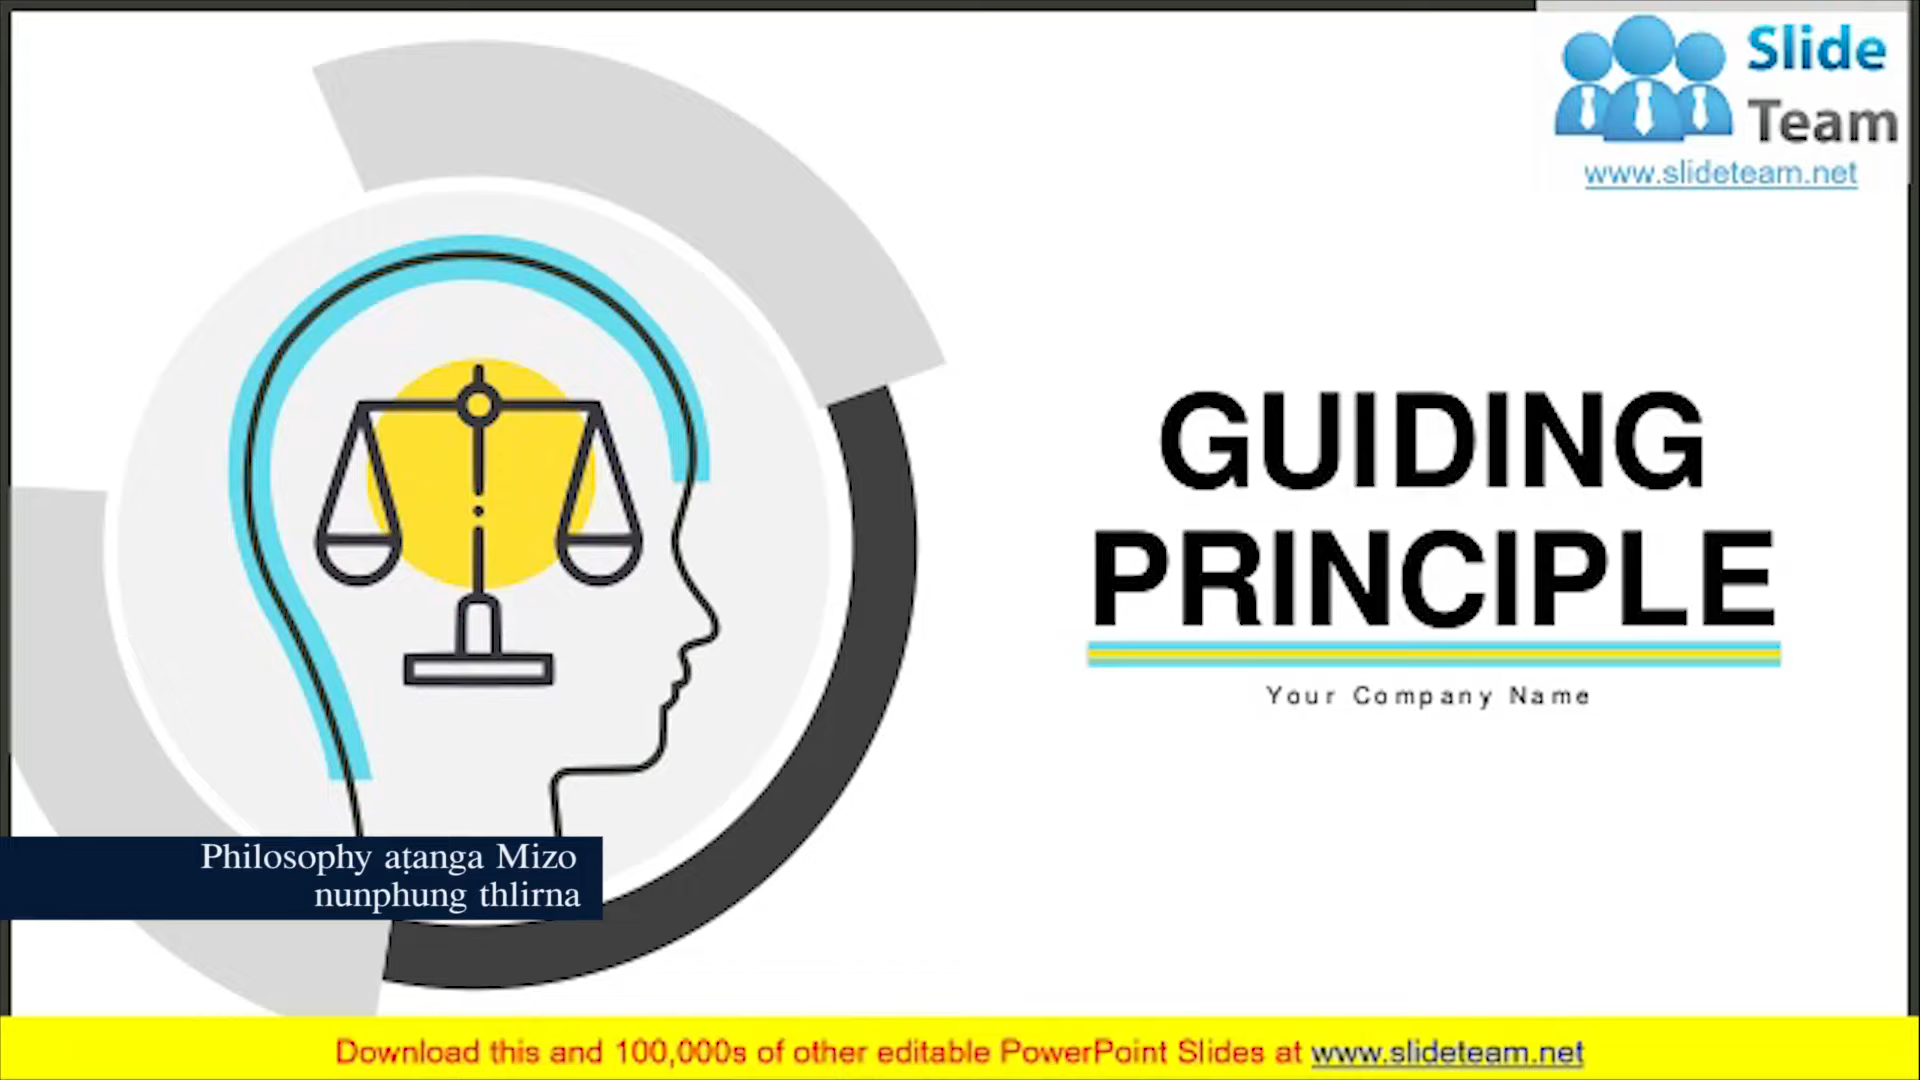 Slide
Team
www.slideteam.net
GUIDING
PRINCIPLE
Your Company Name
Philosophy aṭanga Mizo
nunphung thlirna
Download this and 100,000s of other editable PowerPoint Slides at www.slideteam.net